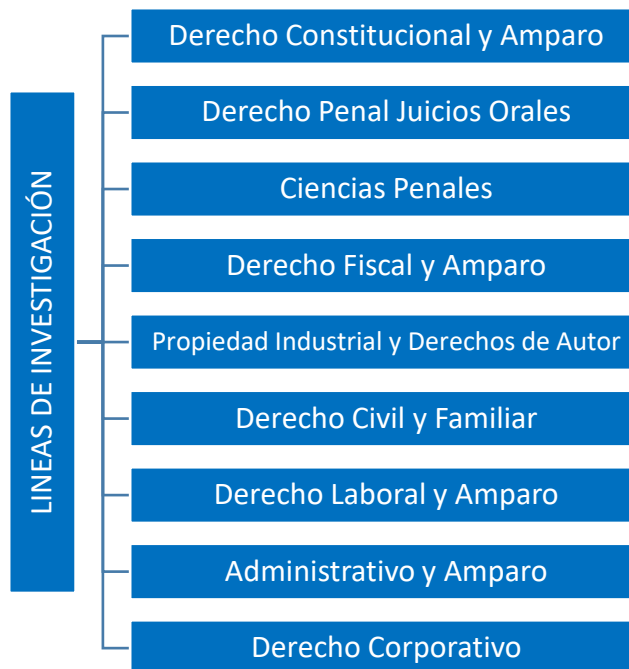 LINEAS DE INVESTIGACIÓN
Derecho Constitucional y Amparo
Derecho Penal Juicios Orales
Ciencias Penales
Derecho Fiscal y Amparo
Propiedad Industrial y Derechos de Autor
Derecho Civil y Familiar
Derecho Laboral y Amparo
Administrativo y Amparo
Derecho Corporativo